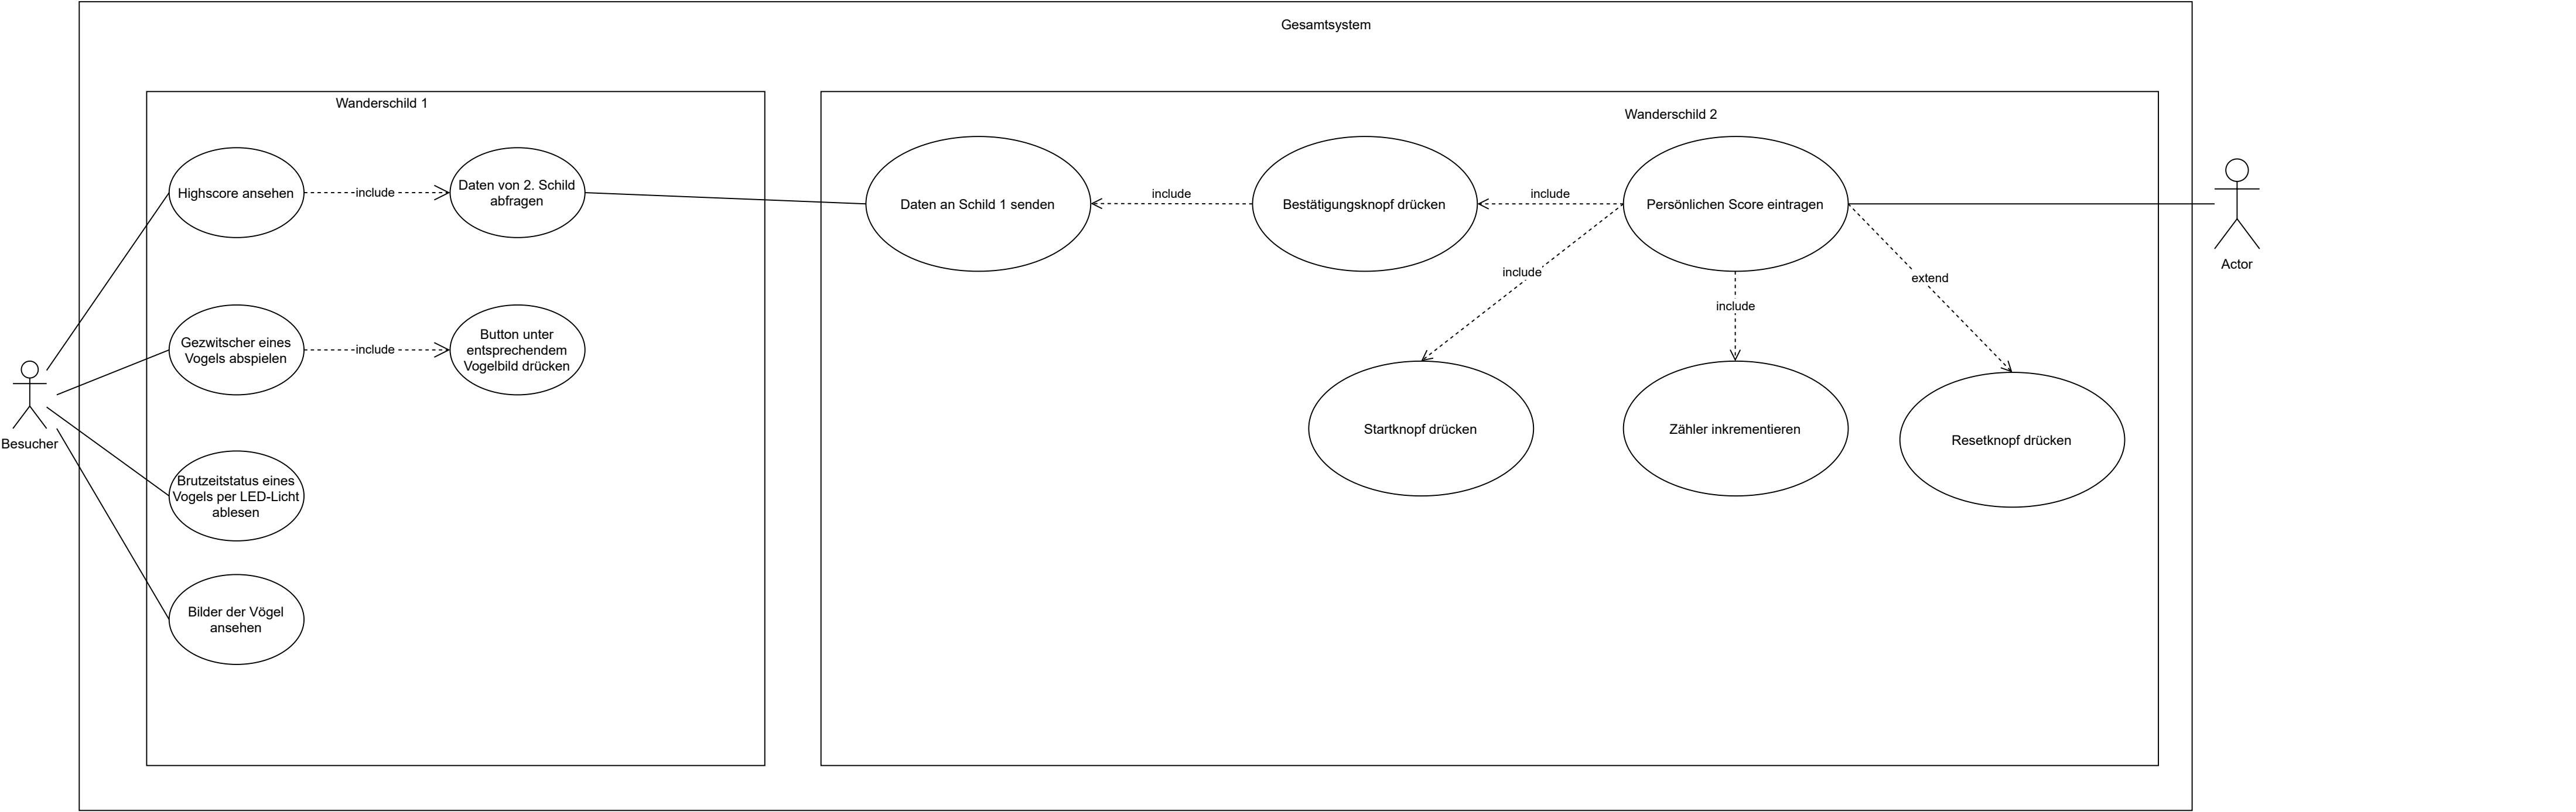 Gesamtsystem
Wanderschild 1
Highscore ansehen
include
Daten von 2. Schild
abfragen
Gezwitscher eines
Vogels abspielen
include
Button unter
entsprechendem
Vogelbild drücken
Besucher
Brutzeitstatus eines
Vogels per LED-Licht
ablesen
Bilder der Vögel
ansehen
Wanderschild 2
Daten an Schild 1 senden
include
Bestätigungsknopf drücken
include
Persönlichen Score eintragen
include
include
extend
Startknopf drücken
Zähler inkrementieren
Resetknopf drücken
Actor